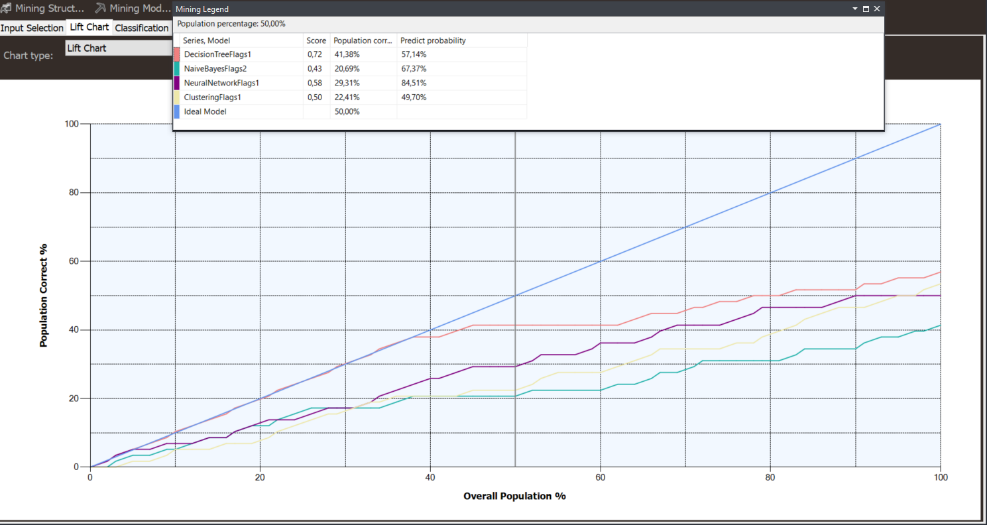 Mining Struct... Mining Mod... Mining Legend
Population percentage: 50,00%
Input Selection Lift Chart Classification
Chart type: Lift Chart
Series, Model Score Population corr... Predict probability
DecisionTreeFlags1 0,72 41,38% 57,14%
NaiveBayesFlags2 0,43 20,69% 67,37%
NeuralNetworkFlags1 0,58 29,31% 84,51%
ClusteringFlags1 0,50 22,41% 49,70%
Ideal Model 50,00%
100
80
60
40
20
0
Population Correct %
0 20 40 60 80 100
Overall Population %